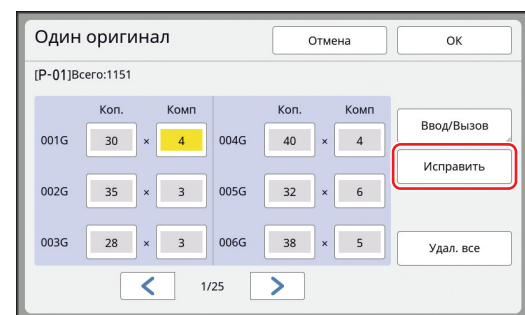 Один оригинал
Отмена
ОК
[P-01]Всего:1151
Коп. Комп Коп. Комп
001G 30 × 4 004G 40 × 4
Ввод/Вызов
Исправить
002G 35 × 3 005G 32 × 6
003G 28 × 3 006G 38 × 5
Удал. все
1/25